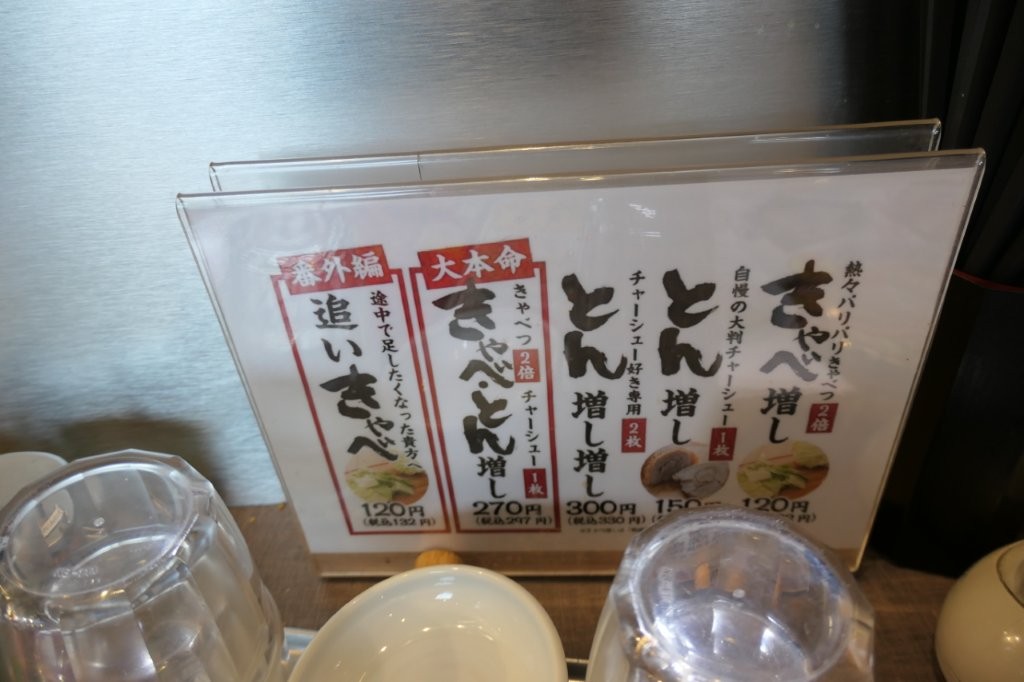 熱々バリバリきゃべつ2倍
きゃべ増し
120円
自慢の大判チャーシュー1枚
とん増し
150円
チャーシュー好き専用2枚
とん増し増し
300円
(税込330円)
大本命
きゃべつ2倍 チャーシュー1枚
きゃべ・とん増し
270円
(税込297円)
番外編
途中で足したくなった貴方へ
追いきゃべ
120円
(税込132円)